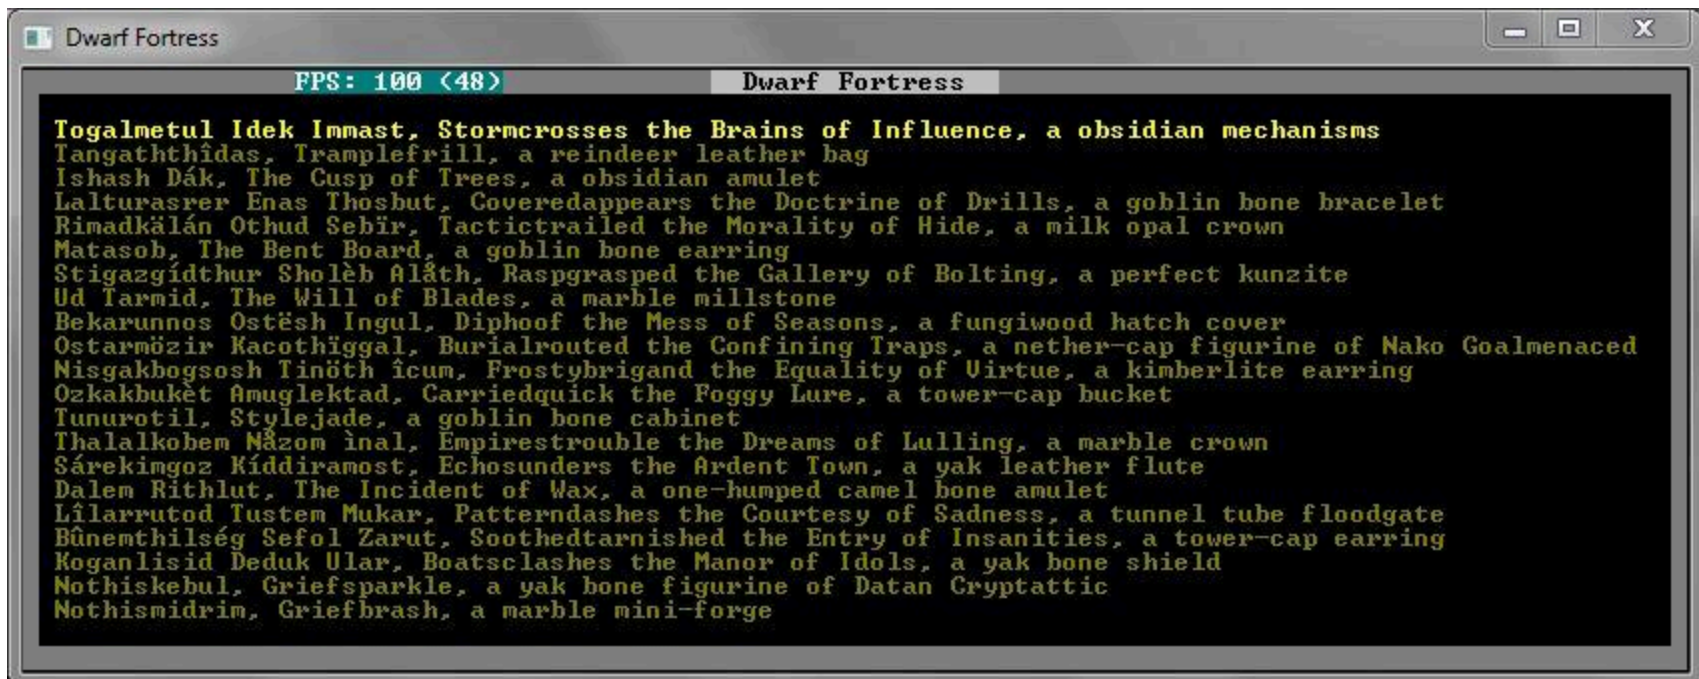 Dwarf Fortress
FPS: 100 (48) Dwarf Fortress
Togalmetul Idek Immast, Stormcrosses the Brains of Influence, a obsidian mechanisms
Tangaththîdas, Tramplefrill, a reindeer leather bag
Ishash Dák, The Cusp of Trees, a obsidian amulet
Lalturasrer Enas Thosbut, Coveredappears the Doctrine of Drills, a goblin bone bracelet
Rimadkälán Othud Sebïr, Tactictrailed the Morality of Hide, a milk opal crown
Matasob, The Bent Board, a goblin bone earring
Stigazgídthur Sholèb Alåth, Raspgrasped the Gallery of Bolting, a perfect kunzite
Ud Tarmid, The Will of Blades, a marble millstone
Bekarunnos Ostësh Ingul, Diphoof the Mess of Seasons, a fungiwood hatch cover
Ostarmözir Kacothïggal, Burialrouted the Confining Traps, a nether-cap figurine of Nako Goalmenaced
Nisgakbogsosh Tinöth îcum, Frostybrigand the Equality of Virtue, a kimberlite earring
Ozkakbukèt Amuglektad, Carriedquick the Foggy Lure, a tower-cap bucket
Tunurotil, Stylejade, a goblin bone cabinet
Thalalkobem Nåzom ìnal, Empirestrouble the Dreams of Lulling, a marble crown
Sárekimgoz Kíddiramost, Echosunders the Ardent Town, a yak leather flute
Dalem Rithlut, The Incident of Wax, a one-humped camel bone amulet
Lîlarrutod Tustem Mukar, Patterndashes the Courtesy of Sadness, a tunnel tube floodgate
Bûnemthilség Sefol Zarut, Soothedtarnished the Entry of Insanities, a tower-cap earring
Koganlisid Deduk Ular, Boatsclashes the Manor of Idols, a yak bone shield
Nothiskebul, Griefsparkle, a yak bone figurine of Datan Cryptattic
Nothismidrim, Griefbrash, a marble mini-forge